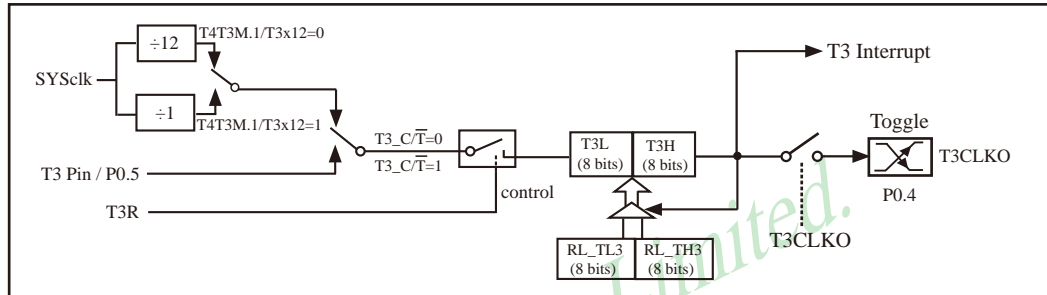 T4T3M.1/T3x12=0
÷12
SYSclk
÷1
T4T3M.1/T3x12=1
T3 Pin / P0.5
T3R
T3_C/T̅=0
T3_C/T̅=1
control
T3L
(8 bits)
T3H
(8 bits)
RL_TL3
(8 bits)
RL_TH3
(8 bits)
T3 Interrupt
Toggle
T3CLKO
P0.4
T3CLKO
Limited.